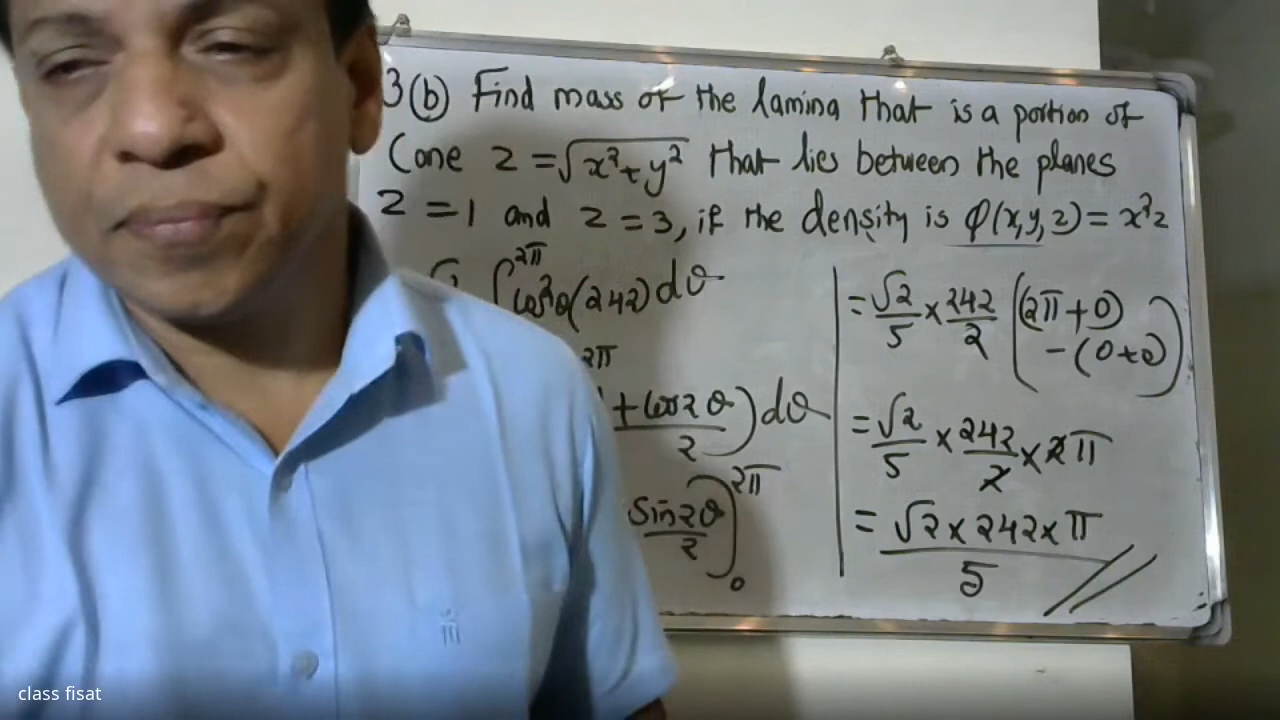 3(b) Find mass of the lamina that is a portion of
Cone z = √x²+y² that lies between the planes
z = 1 and z = 3, if the density is φ(x,y,z) = x²z
∫ 2π cos²θ (242) dθ
2π
+cos2θ / 2) dθ
sin2θ / 2 ) 2π 0
= √2/5 × 242/2 ((2π+0)
-(0+0))
= √2/5 × 242/2 × 2π
= √2 × 242 × π / 5 //
class fisat